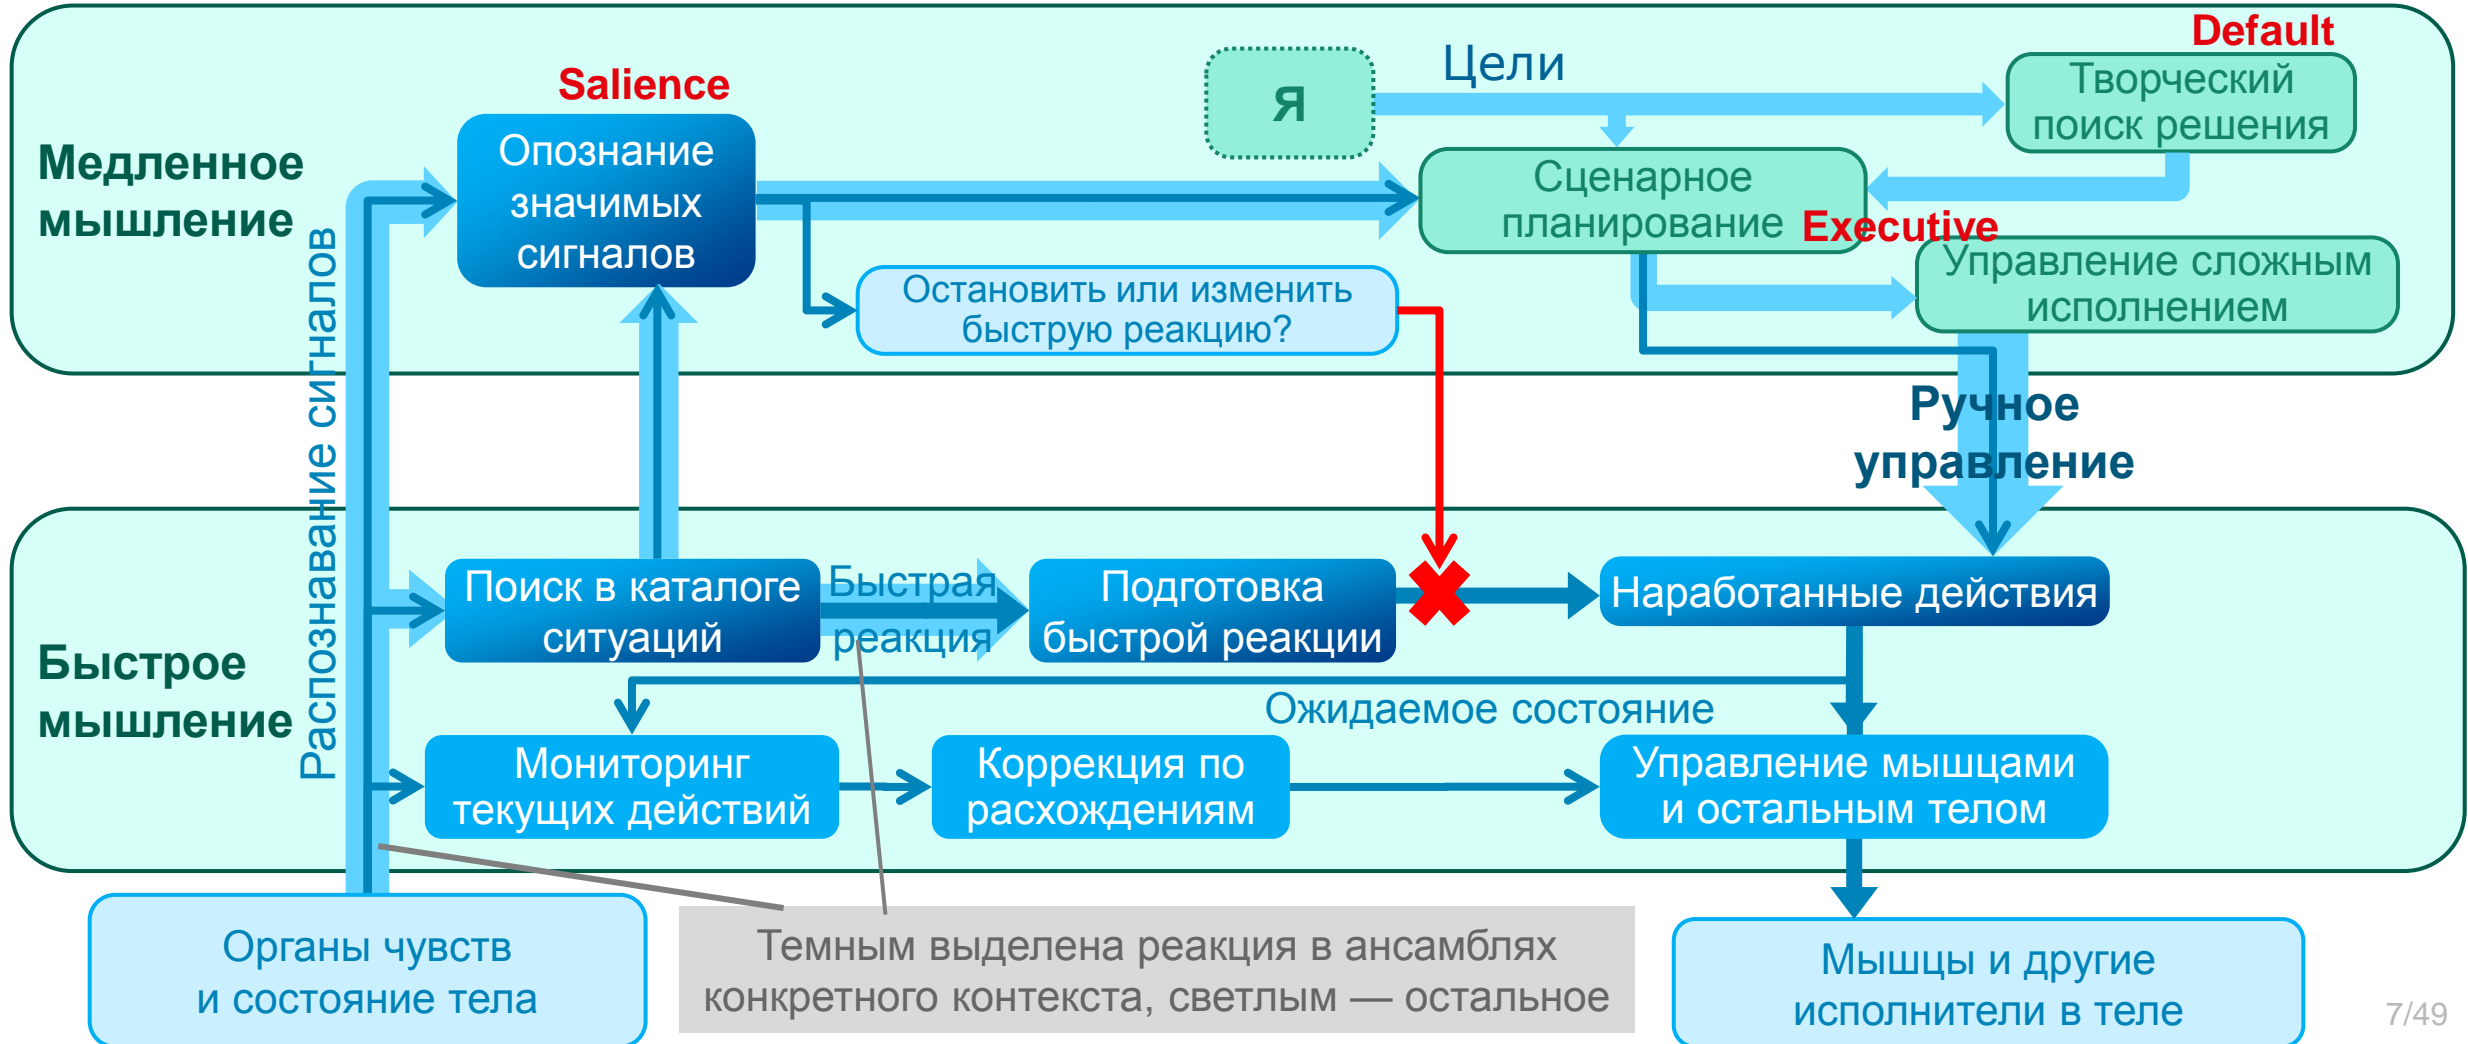 Default
Salience
Я
Цели
Творческий
поиск решения
Медленное
мышление
Опознание
значимых
сигналов
Сценарное
планирование
Executive
Управление сложным
исполнением
Остановить или изменить
быструю реакцию?
Распознавание сигналов
Ручное
управление
Быстрое
мышление
Поиск в каталоге
ситуаций
Быстрая
реакция
Подготовка
быстрой реакции
Наработанные действия
Ожидаемое состояние
Мониторинг
текущих действий
Коррекция по
расхождениям
Управление мышцами
и остальным телом
Органы чувств
и состояние тела
Темным выделена реакция в ансамблях
конкретного контекста, светлым — остальное
Мышцы и другие
исполнители в теле
7/49